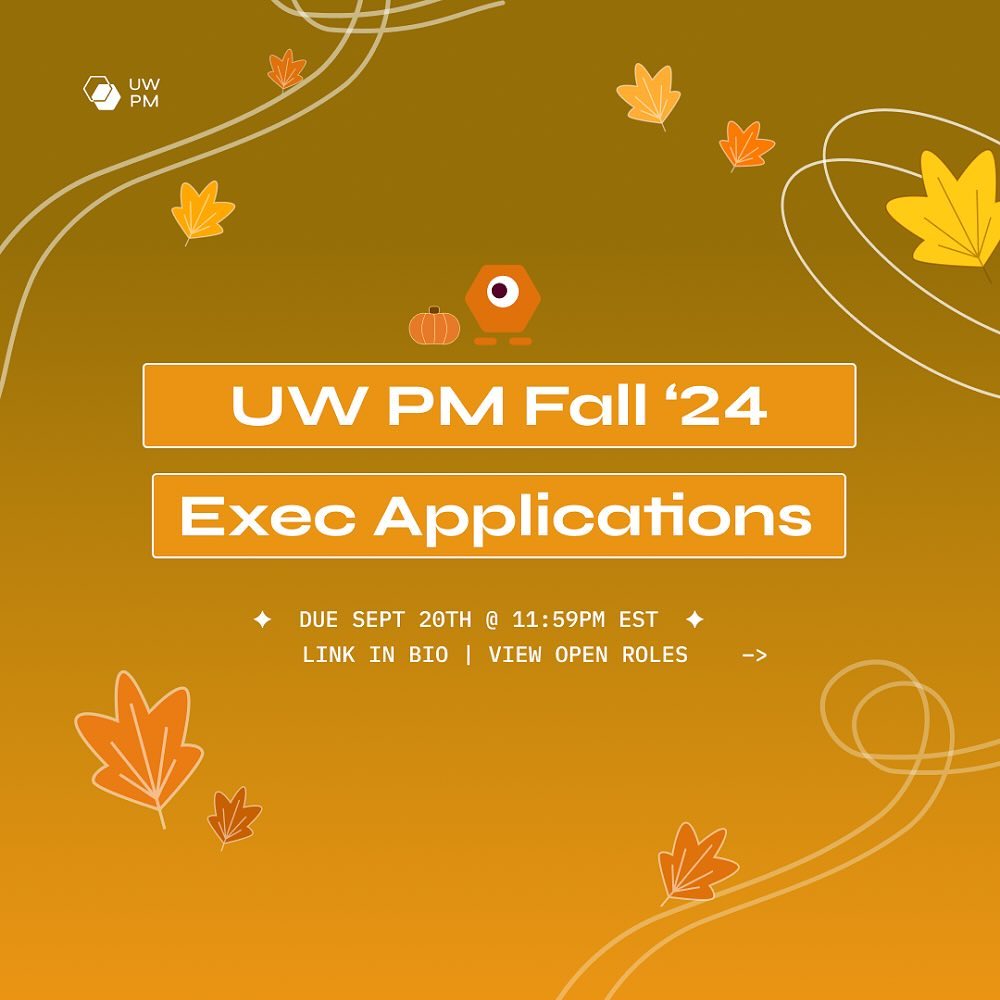 UW
PM
UW PM Fall ‘24
Exec Applications
✦ DUE SEPT 20TH @ 11:59PM EST ✦
LINK IN BIO | VIEW OPEN ROLES –>